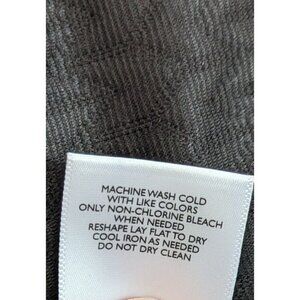 MACHINE WASH COLD
WITH LIKE COLORS
ONLY NON-CHLORINE BLEACH
WHEN NEEDED
RESHAPE LAY FLAT TO DRY
COOL IRON AS NEEDED
DO NOT DRY CLEAN